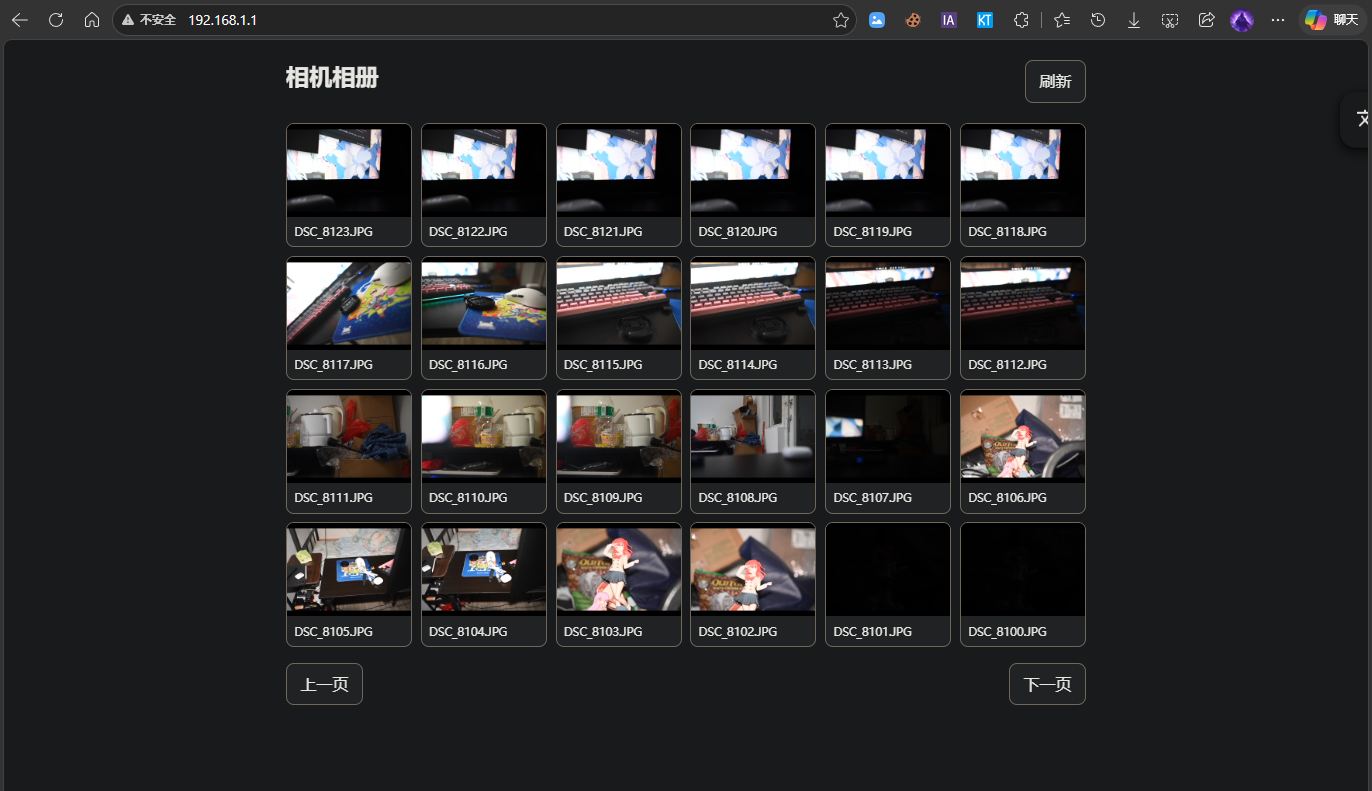 不安全 192.168.1.1
IA
KT
聊天
相机相册
刷新
DSC_8123.JPG DSC_8122.JPG DSC_8121.JPG DSC_8120.JPG DSC_8119.JPG DSC_8118.JPG
DSC_8117.JPG DSC_8116.JPG DSC_8115.JPG DSC_8114.JPG DSC_8113.JPG DSC_8112.JPG
DSC_8111.JPG DSC_8110.JPG DSC_8109.JPG DSC_8108.JPG DSC_8107.JPG DSC_8106.JPG
DSC_8105.JPG DSC_8104.JPG DSC_8103.JPG DSC_8102.JPG DSC_8101.JPG DSC_8100.JPG
上一页 下一页